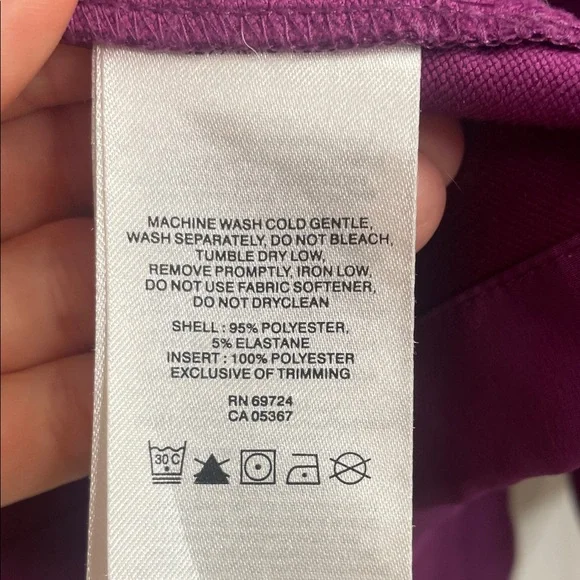 MACHINE WASH COLD GENTLE,
WASH SEPARATELY, DO NOT BLEACH,
TUMBLE DRY LOW,
REMOVE PROMPTLY, IRON LOW,
DO NOT USE FABRIC SOFTENER,
DO NOT DRYCLEAN
SHELL : 95% POLYESTER,
5% ELASTANE
INSERT : 100% POLYESTER
EXCLUSIVE OF TRIMMING
RN 69724
CA 05367
30 C